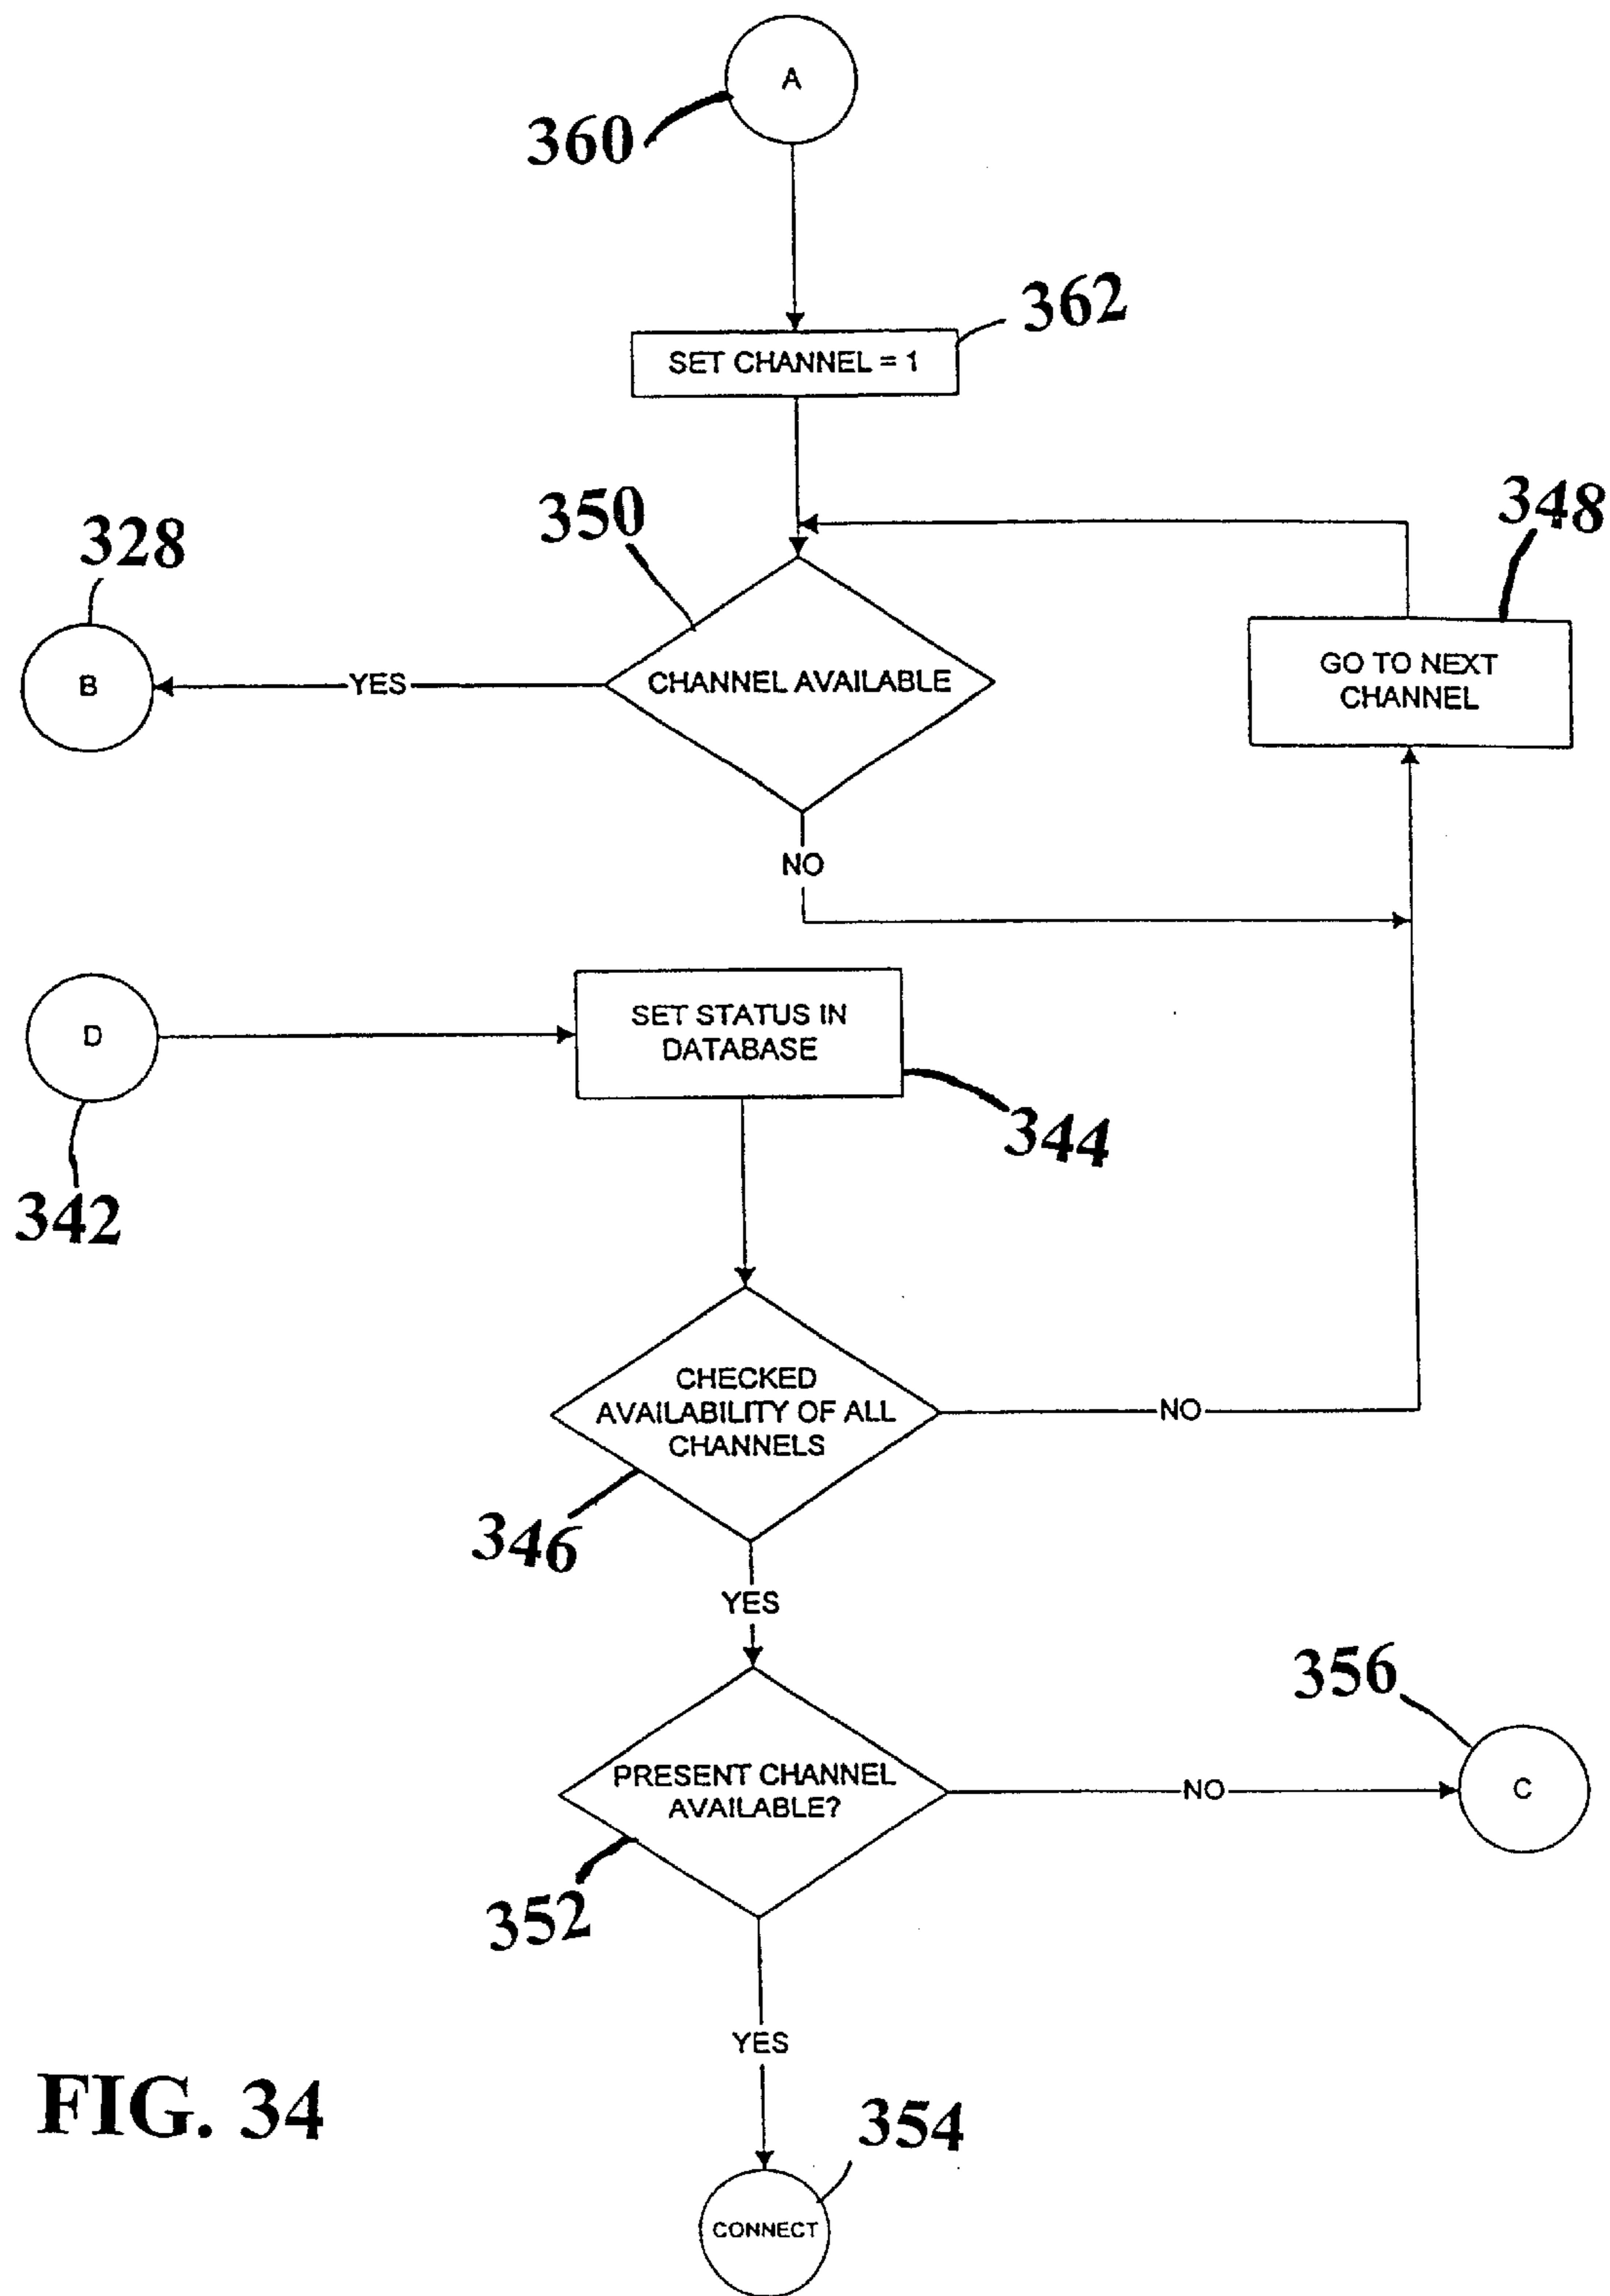 A
360
362
SET CHANNEL = 1
350
348
328
B
YES
CHANNEL AVAILABLE
GO TO NEXT
CHANNEL
NO
D
SET STATUS IN
DATABASE
344
342
CHECKED
AVAILABILITY OF ALL
CHANNELS
NO
346
YES
356
PRESENT CHANNEL
AVAILABLE?
NO
C
352
YES
FIG. 34
354
CONNECT